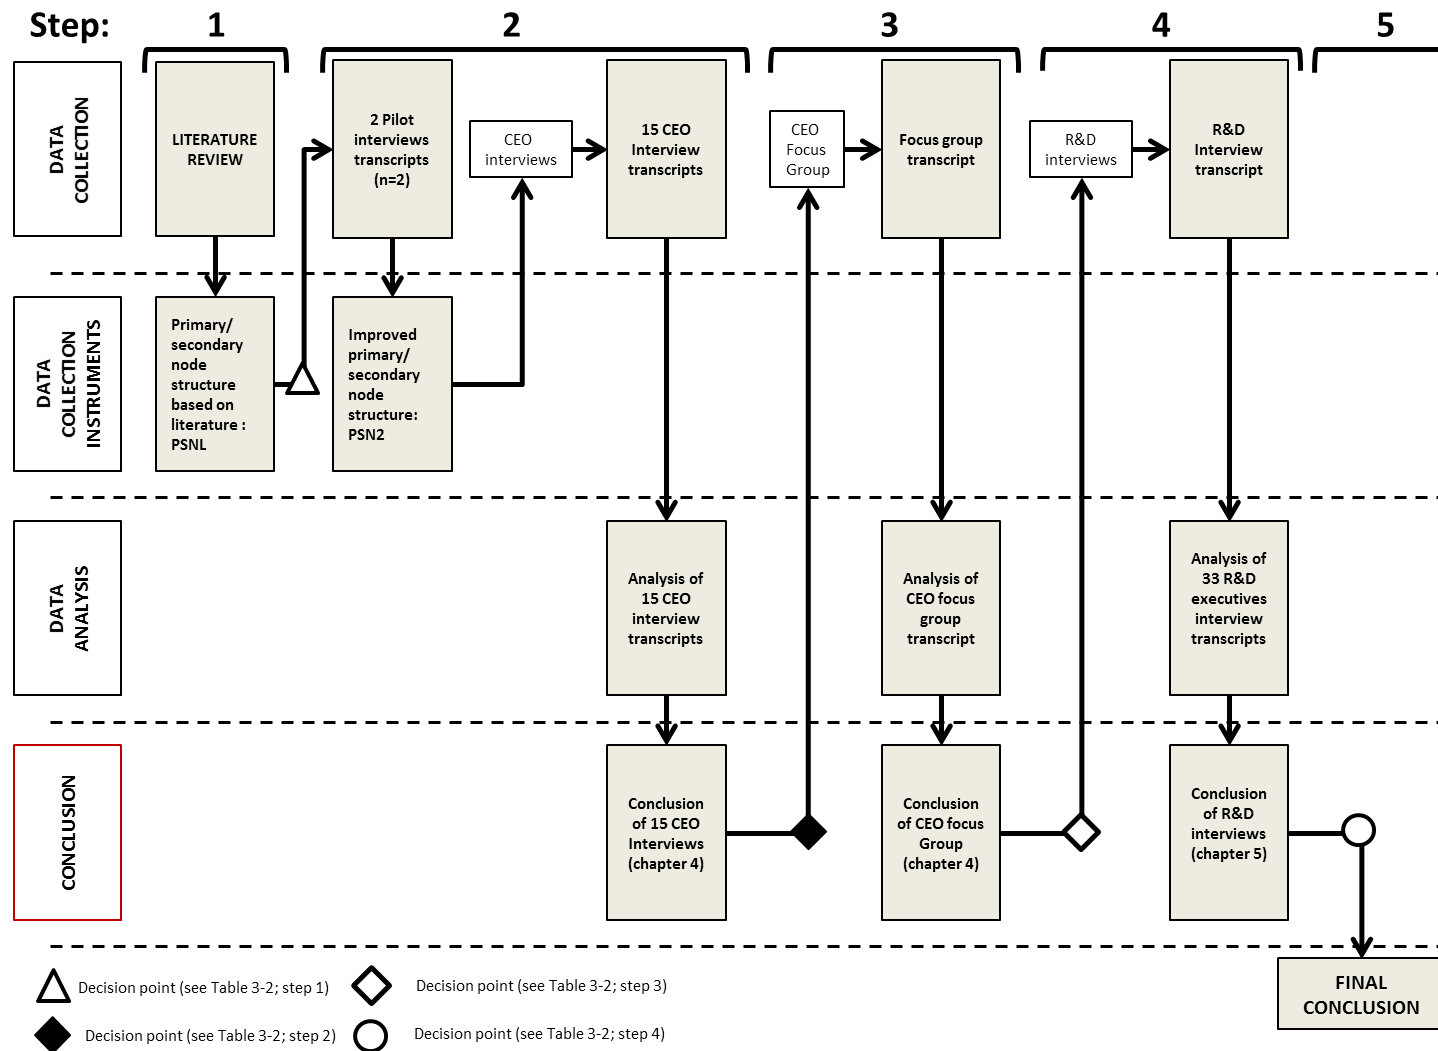 Step:
1
2
3
4
5
DATA
COLLECTION
LITERATURE
REVIEW
2 Pilot
interviews
transcripts
(n=2)
CEO
interviews
15 CEO
Interview
transcripts
CEO
Focus
Group
Focus group
transcript
R&D
interviews
R&D
Interview
transcript
DATA
COLLECTION
INSTRUMENTS
Primary/
secondary
node
structure
based on
literature :
PSNL
Improved
primary/
secondary
node
structure:
PSN2
DATA
ANALYSIS
Analysis of
15 CEO
interview
transcripts
Analysis of
CEO focus
group
transcript
Analysis of
33 R&D
executives
interview
transcripts
CONCLUSION
Conclusion
of 15 CEO
Interviews
(chapter 4)
Conclusion
of CEO focus
Group
(chapter 4)
Conclusion
of R&D
interviews
(chapter 5)
FINAL
CONCLUSION
Decision point (see Table 3-2; step 1)
Decision point (see Table 3-2; step 3)
Decision point (see Table 3-2; step 2)
Decision point (see Table 3-2; step 4)